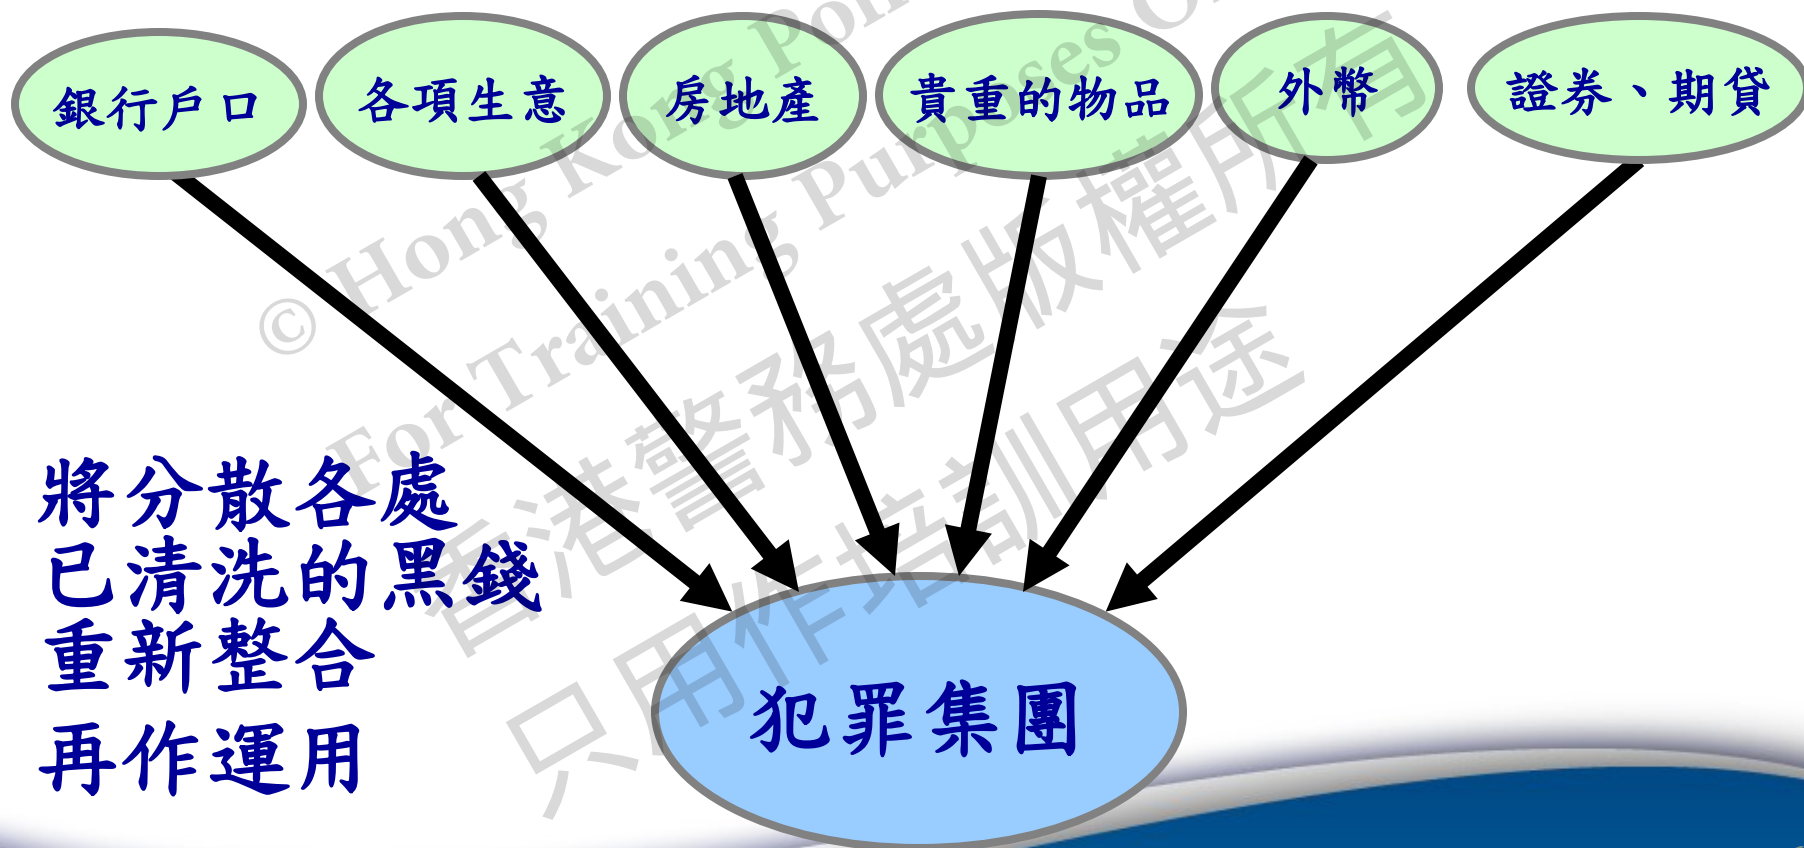 銀行戶口
各項生意
房地產
貴重的物品
外幣
證券、期貸
將分散各處
已清洗的黑錢
重新整合
再作運用
犯罪集團
© Hong Kong
For Training Purposes
香港警務處版權所有
只用作培訓用途